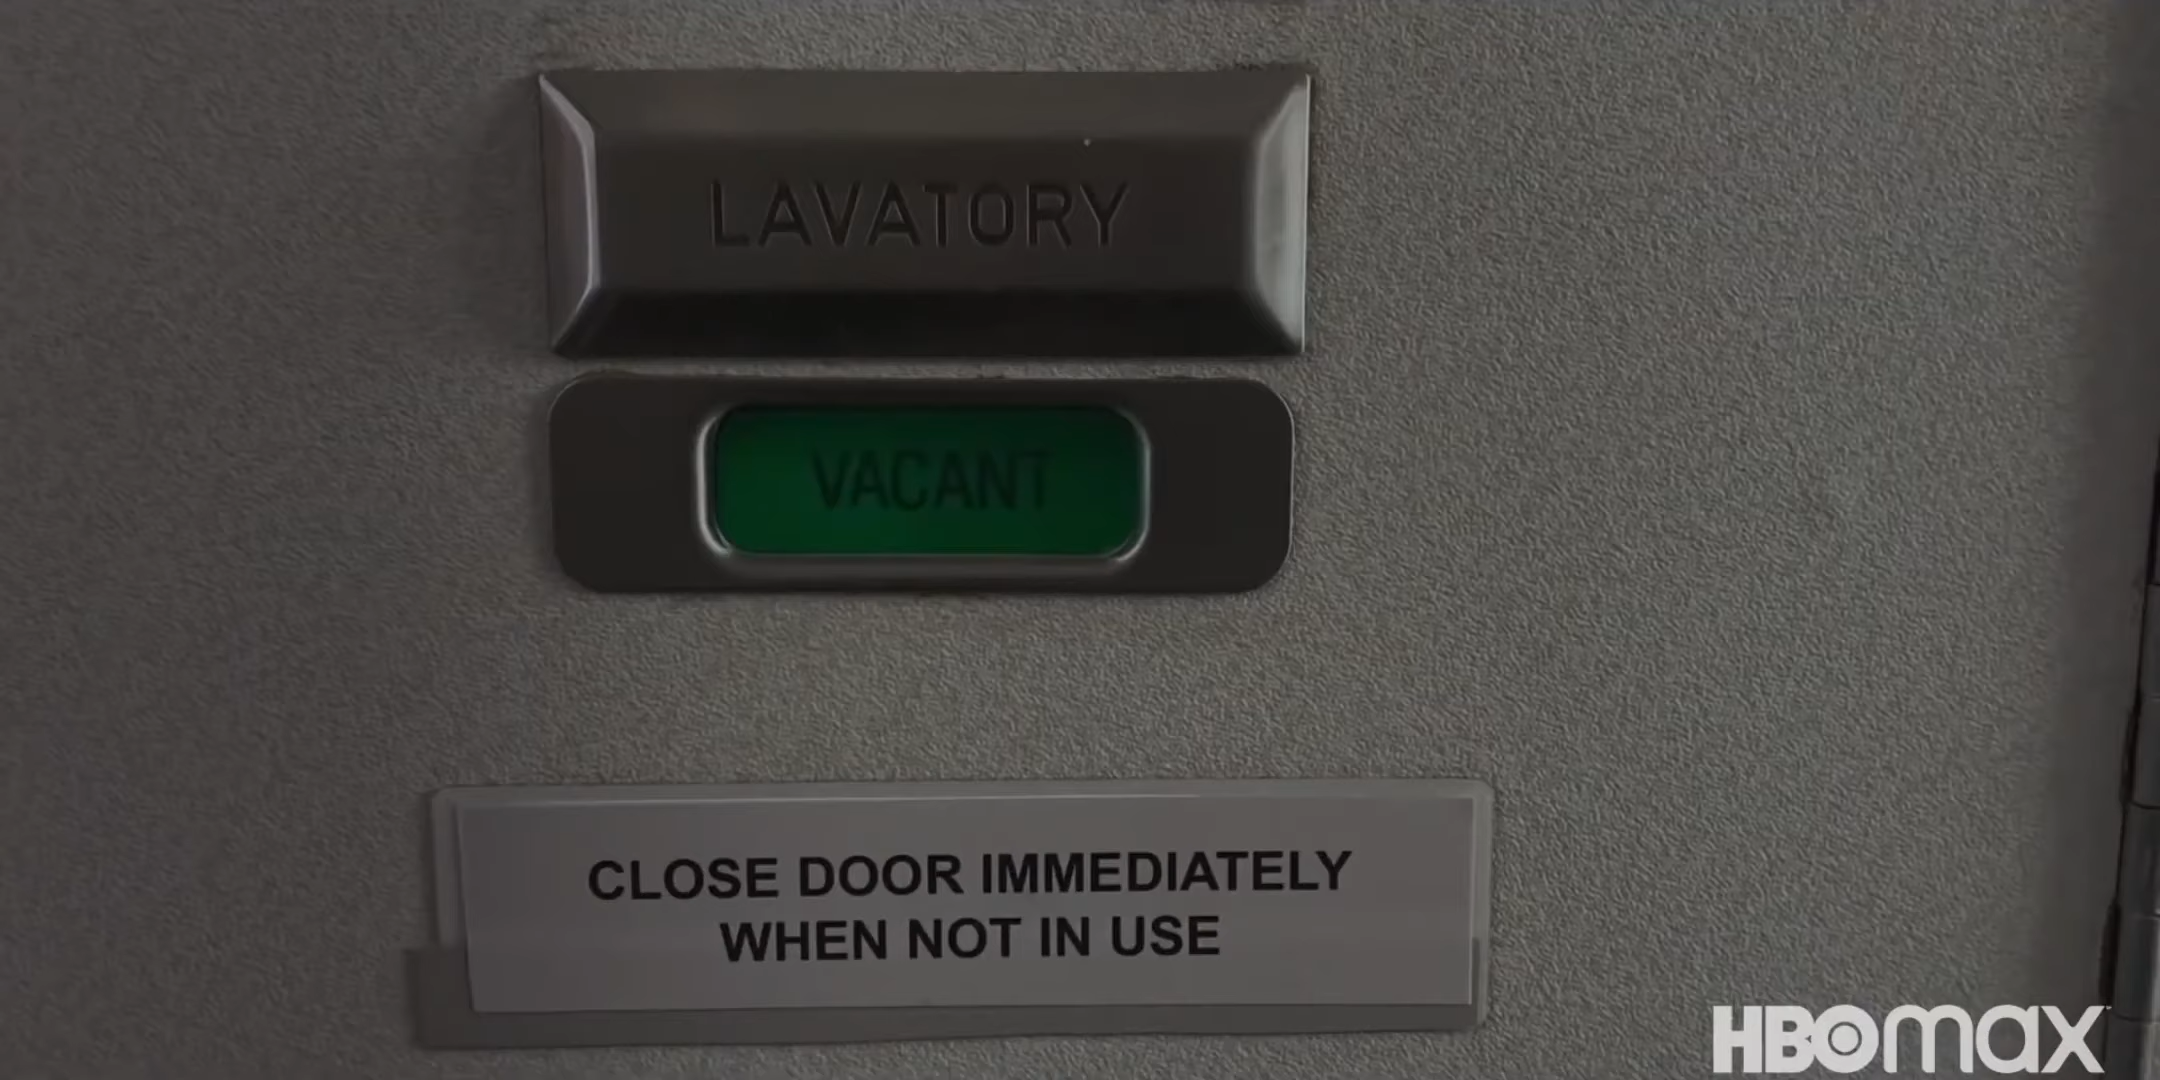 LAVATORY
VACANT
CLOSE DOOR IMMEDIATELY
WHEN NOT IN USE
HBOMAX